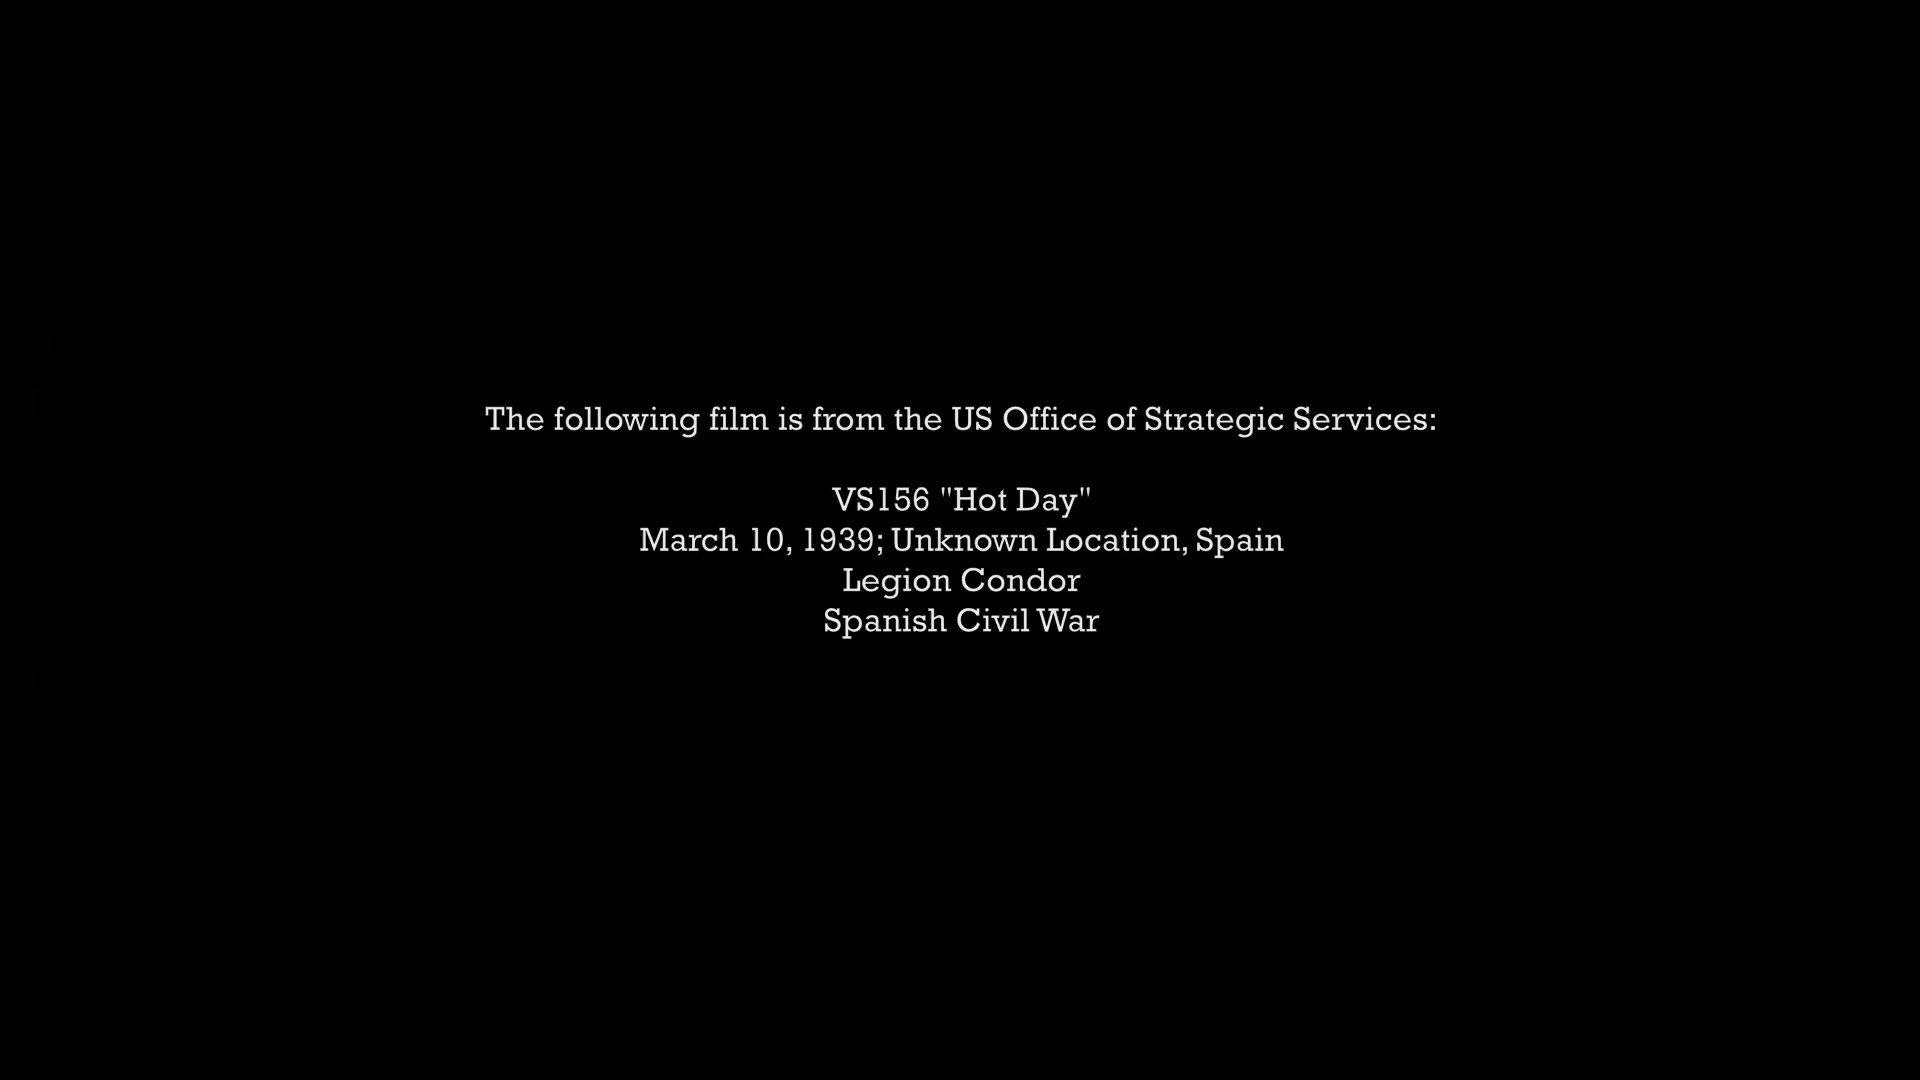 The following film is from the US Office of Strategic Services:
VS156 "Hot Day"
March 10, 1939; Unknown Location, Spain
Legion Condor
Spanish Civil War